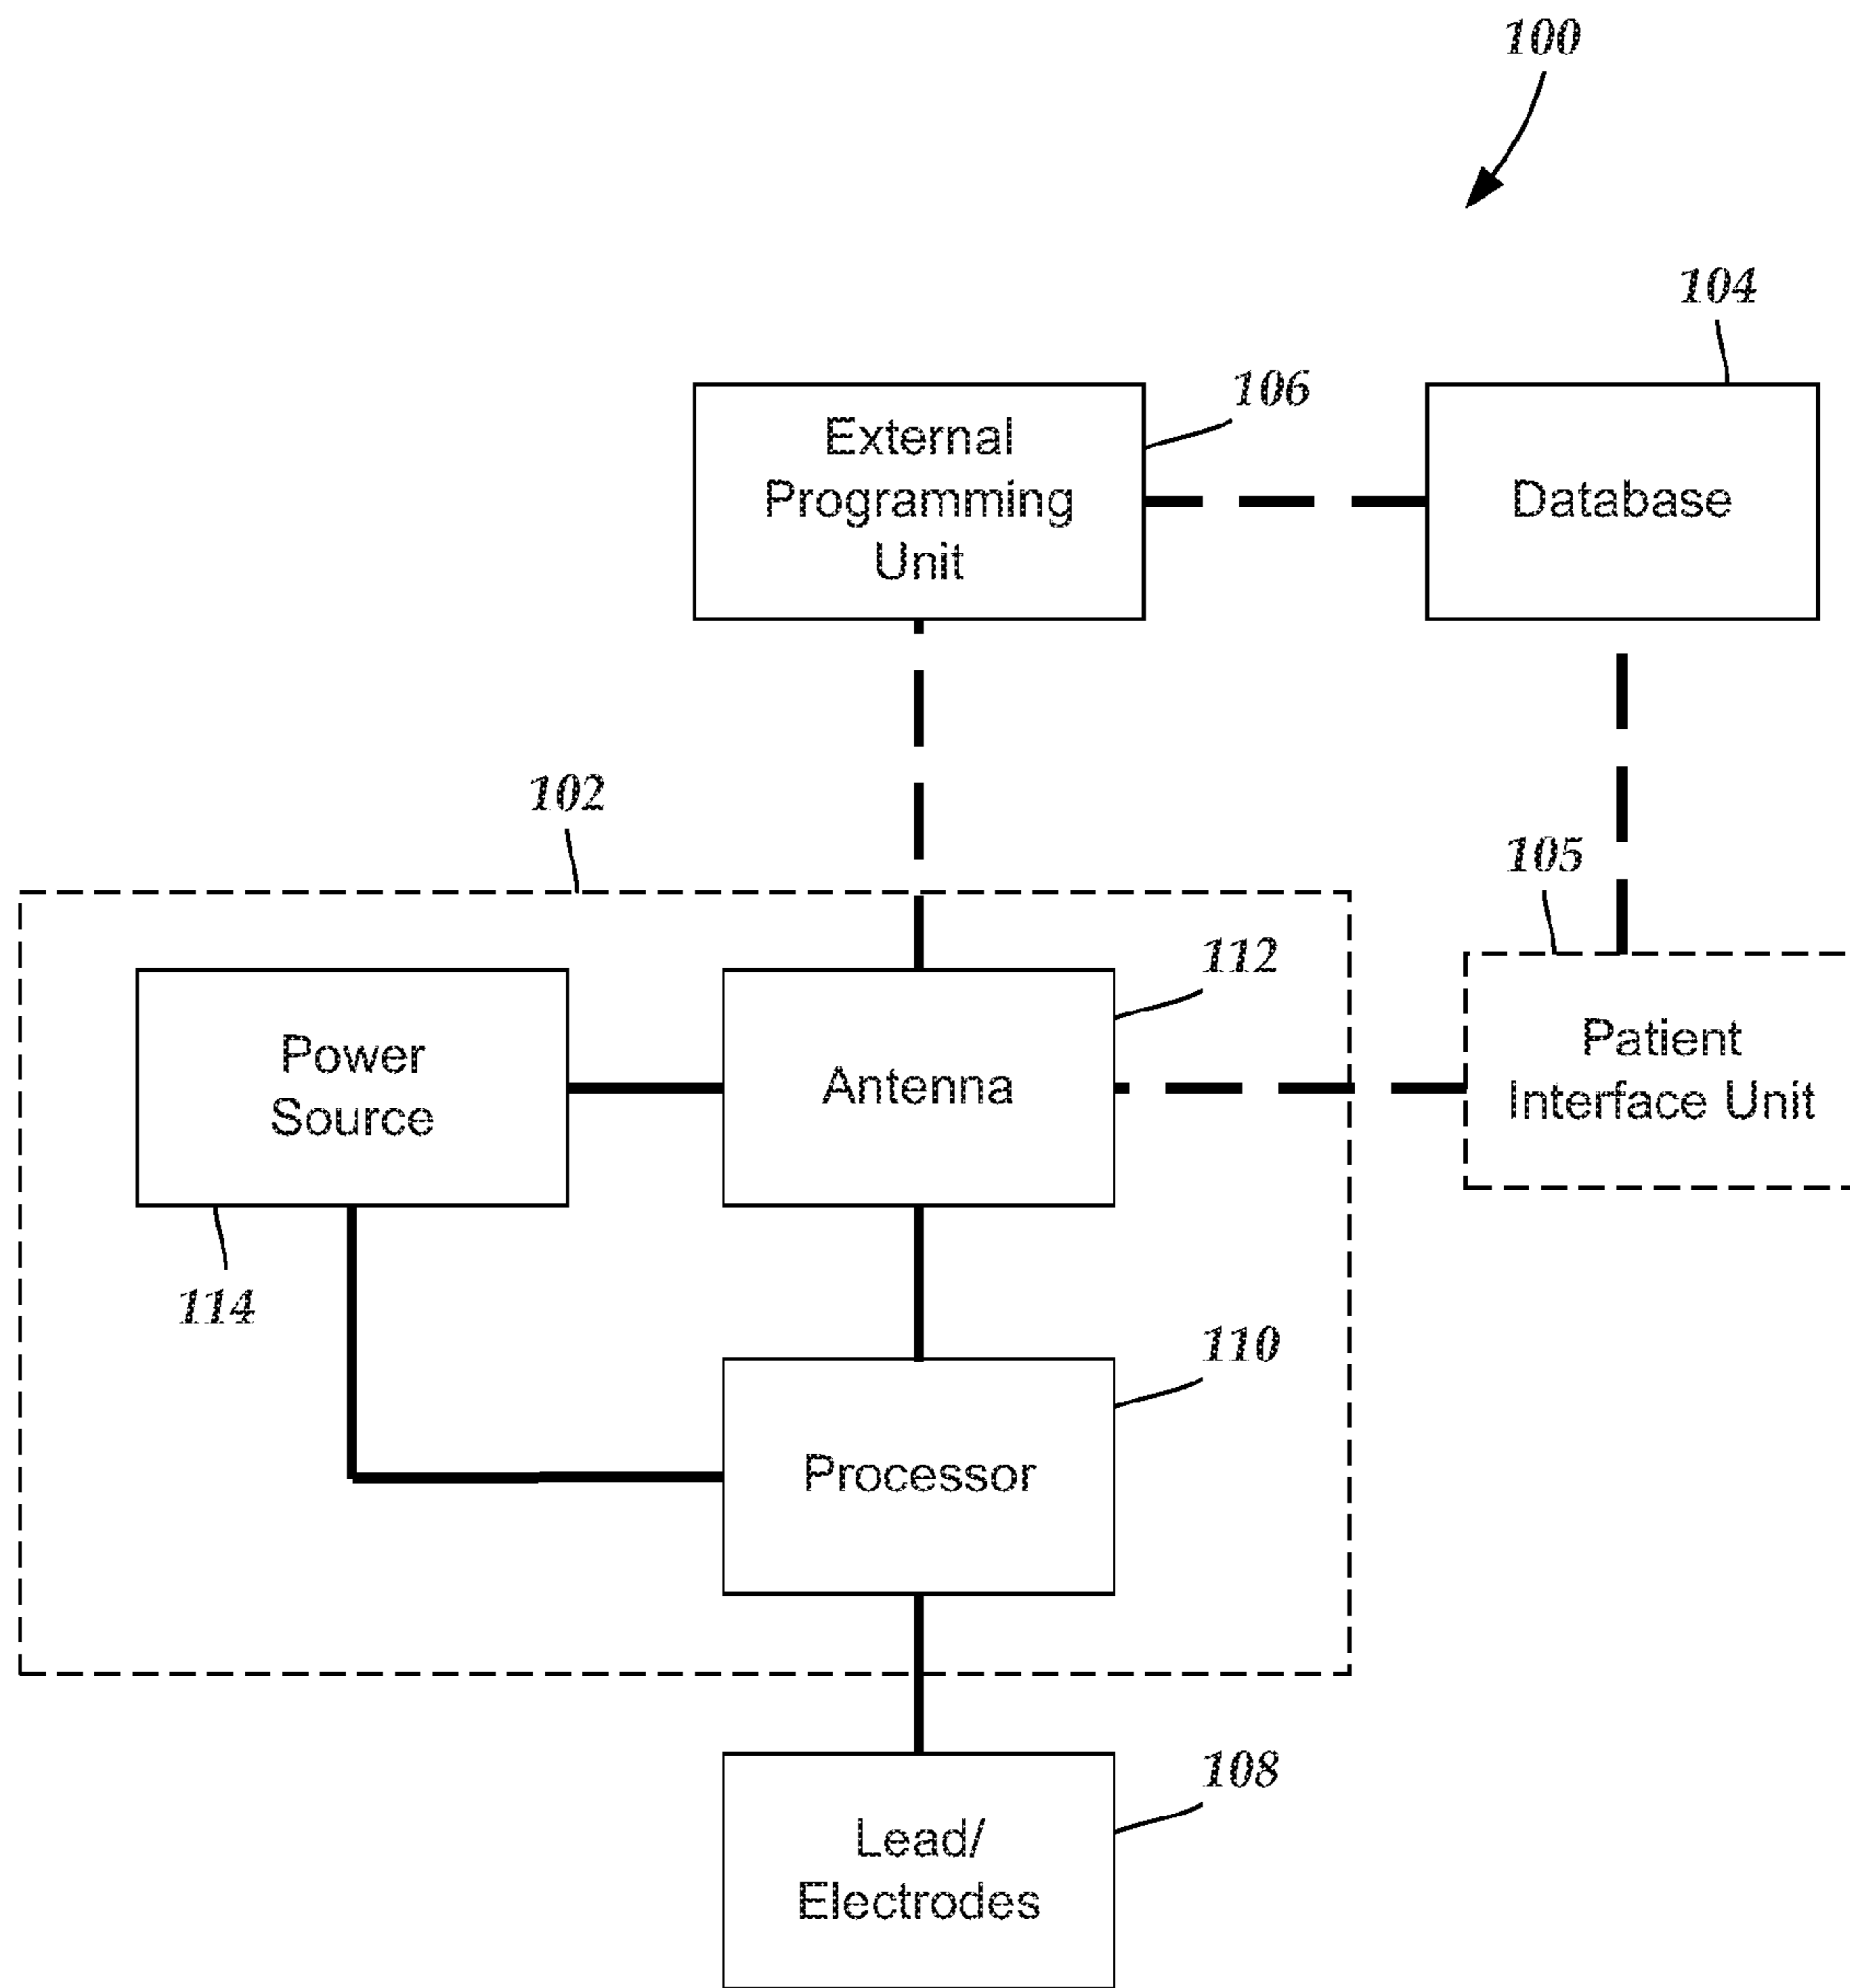 100
104
106
External
Programming
Unit
Database
102
105
112
Power
Source
Antenna
Patient
Interface Unit
114
110
Processor
108
Lead/
Electrodes